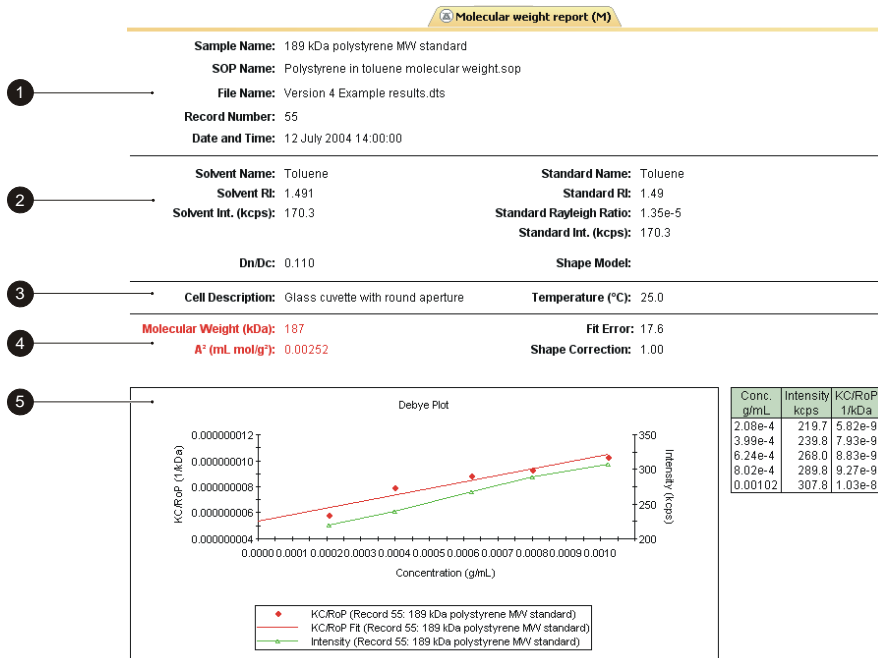 Molecular weight report (M)
Sample Name: 189 kDa polystyrene MW standard
SOP Name: Polystyrene in toluene molecular weight.sop
1
File Name: Version 4 Example results.dts
Record Number: 55
Date and Time: 12 July 2004 14:00:00
Solvent Name: Toluene Standard Name: Toluene
2
Solvent RI: 1.491 Standard RI: 1.49
Solvent Int. (kcps): 170.3 Standard Rayleigh Ratio: 1.35e-5
Standard Int. (kcps): 170.3
Dn/Dc: 0.110 Shape Model:
3
Cell Description: Glass cuvette with round aperture Temperature (°C): 25.0
Molecular Weight (kDa): 187 Fit Error: 17.6
4
A² (mL mol/g²): 0.00252 Shape Correction: 1.00
5
Debye Plot
KC/RoP (1/kDa)
0.000000012
0.000000010
0.000000008
0.000000006
0.000000004
350
300
250
200
Intensity (kcps)
0.0000 0.0001 0.0002 0.0003 0.0004 0.0005 0.0006 0.0007 0.0008 0.0009 0.0010
Concentration (g/mL)
KC/RoP (Record 55: 189 kDa polystyrene MW standard)
KC/RoP Fit (Record 55: 189 kDa polystyrene MW standard)
Intensity (Record 55: 189 kDa polystyrene MW standard)
Conc. Intensity KC/RoP
g/mL kcps 1/kDa
2.08e-4 219.7 5.82e-9
3.99e-4 239.8 7.93e-9
6.24e-4 268.0 8.83e-9
8.02e-4 289.8 9.27e-9
0.00102 307.8 1.03e-8